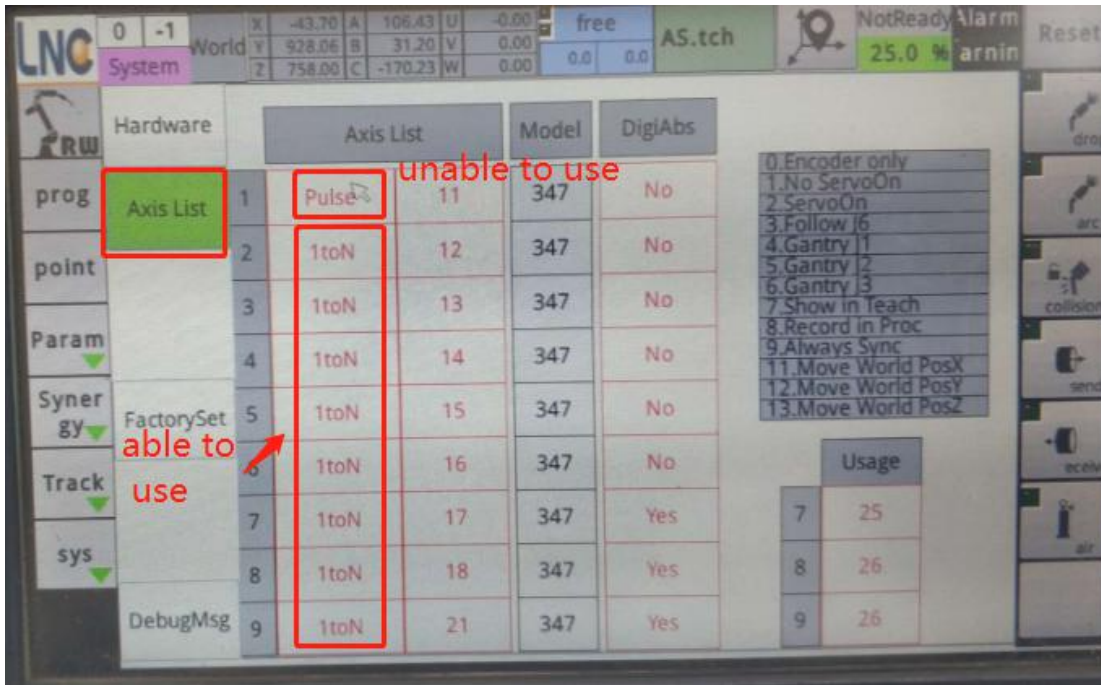 LNC
0 -1
System
World
X -43.70 A 106.43 U -0.00
Y 928.06 B 31.20 V 0.00
Z 758.00 C -170.23 W 0.00
free
0.0 0.0
AS.tch
NotReady
25.0 %
Alarm
arnin
Reset
RW
prog
point
Param
Syner
gy
Track
sys
Hardware
Axis List
FactorySet
DebugMsg
able to
use
unable to use
Axis List Model DigiAbs
1 Pulse 11 347 No
2 1toN 12 347 No
3 1toN 13 347 No
4 1toN 14 347 No
5 1toN 15 347 No
6 1toN 16 347 No
7 1toN 17 347 Yes
8 1toN 18 347 Yes
9 1toN 21 347 Yes
0.Encoder only
1.No ServoOn
2.ServoOn
3.Follow J6
4.Gantry J1
5.Gantry J2
6.Gantry J3
7.Show in Teach
8.Record in Proc
9.Always Sync
11.Move World PosX
12.Move World PosY
13.Move World PosZ
Usage
7 25
8 26
9 26
drop
arc
collision
send
eceiv
air